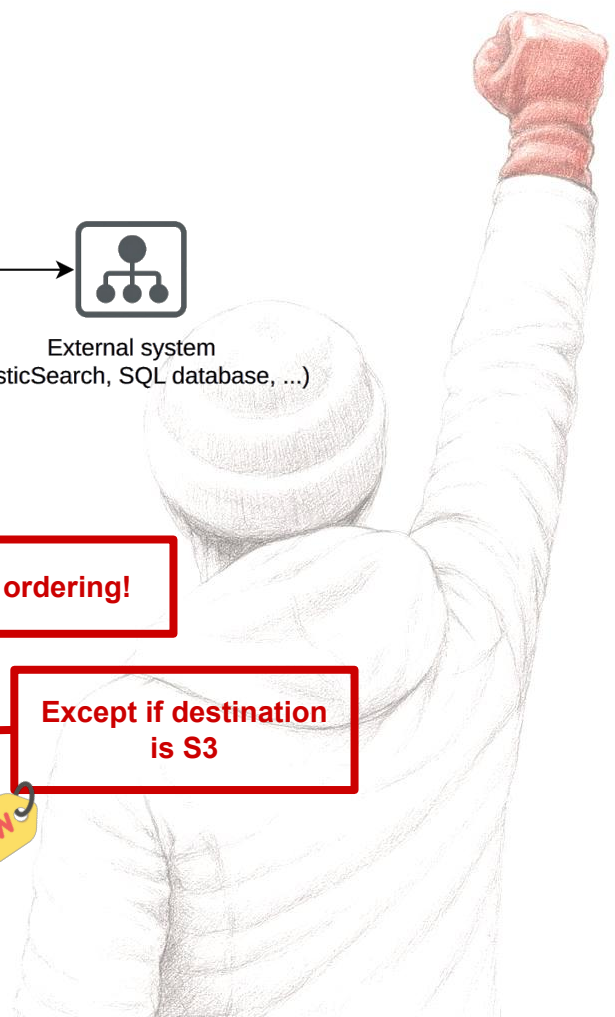 External system
sticSearch, SQL database, ...)
ordering!
Except if destination
is S3